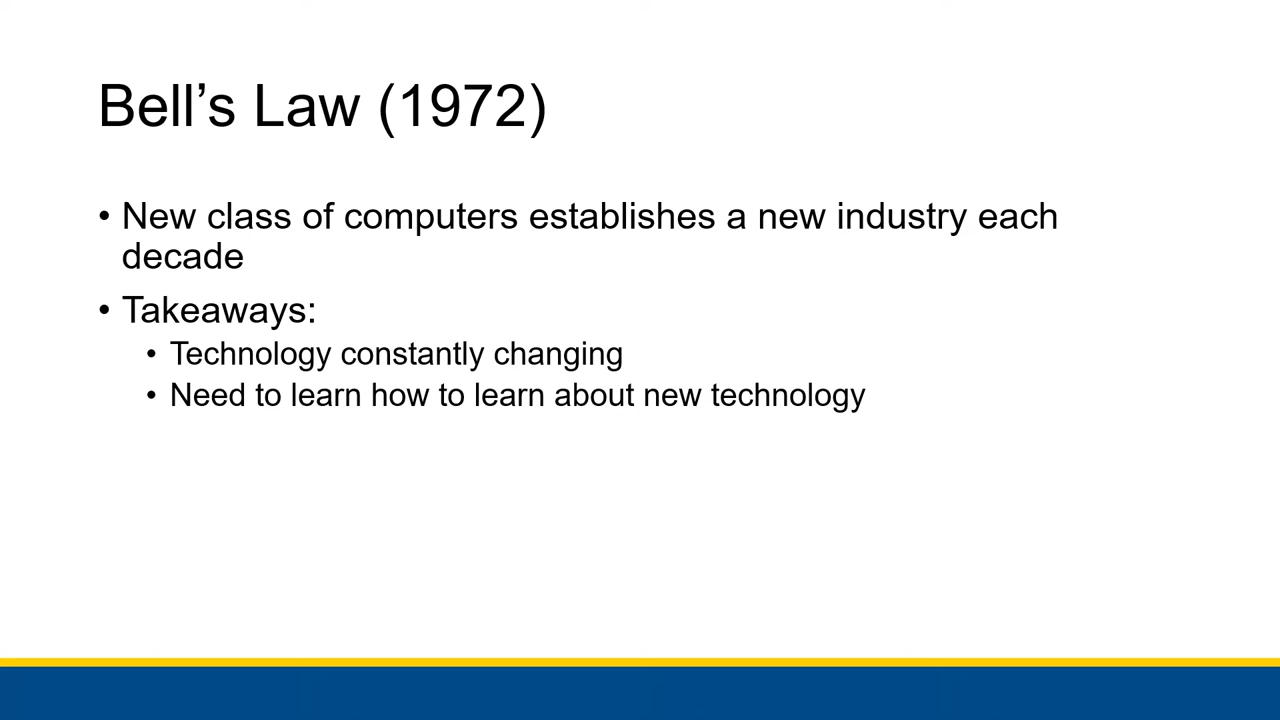 Bell’s Law (1972)
• New class of computers establishes a new industry each
decade
• Takeaways:
• Technology constantly changing
• Need to learn how to learn about new technology